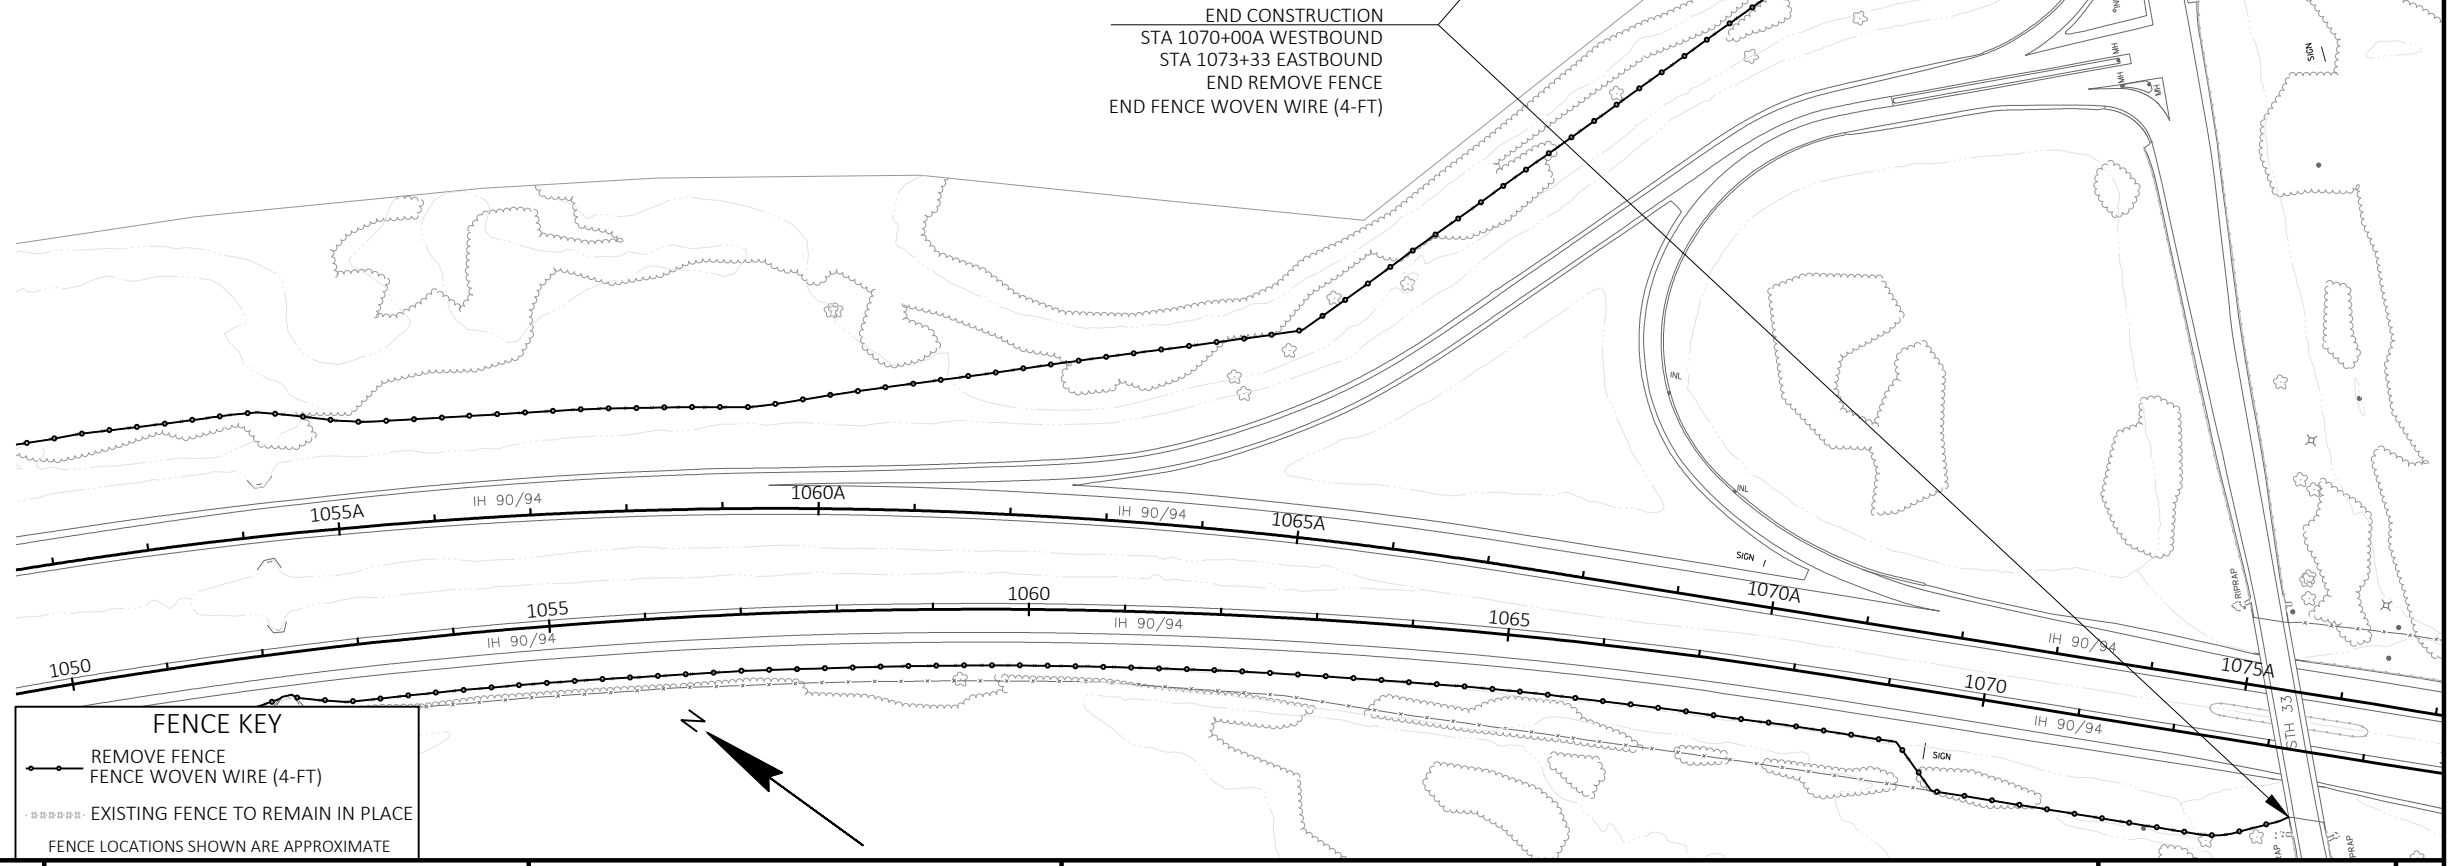 END CONSTRUCTION
STA 1070+00A WESTBOUND
STA 1073+33 EASTBOUND
END REMOVE FENCE
END FENCE WOVEN WIRE (4-FT)
MH
MH
MH
SIGN
INL
INL
IH 90/94
1055A
1060A
IH 90/94
1065A
SIGN
1070A
RIPRAP
IH 90/94
1075A
1050
1055
IH 90/94
1060
IH 90/94
1065
1070
IH 90/94
STH 33
SIGN
N
FENCE KEY
REMOVE FENCE
FENCE WOVEN WIRE (4-FT)
EXISTING FENCE TO REMAIN IN PLACE
FENCE LOCATIONS SHOWN ARE APPROXIMATE